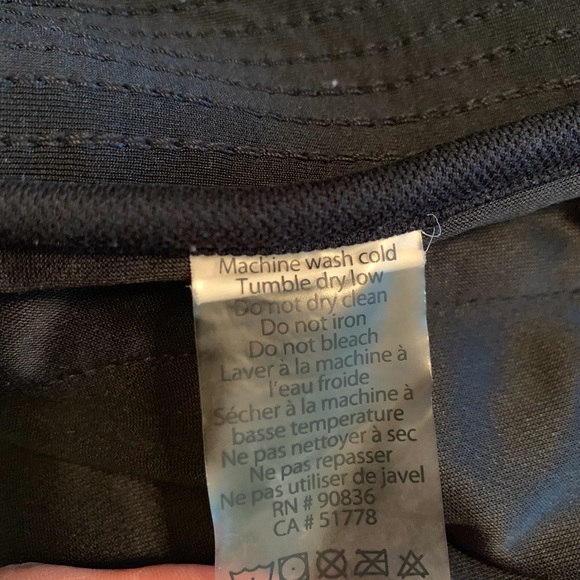 Machine wash cold
Tumble dry low
Do not dry clean
Do not iron
Do not bleach
Laver à la machine à
l'eau froide
Sécher à la machine à
basse temperature
Ne pas nettoyer à sec
Ne pas repasser
Ne pas utiliser de javel
RN # 90836
CA # 51778